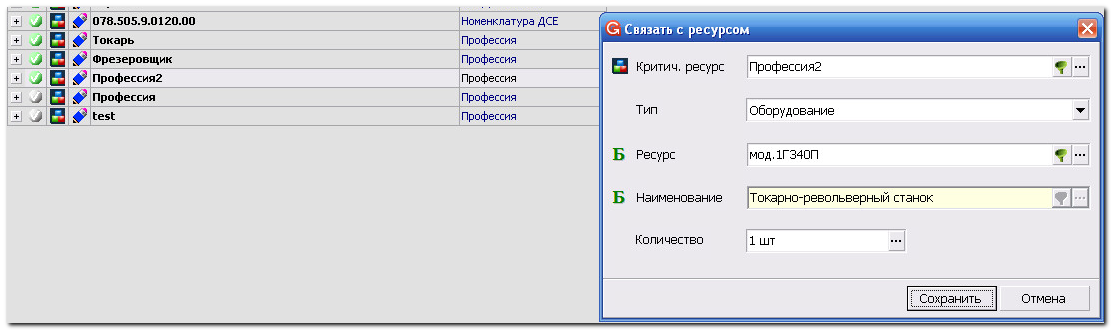 078.505.9.0120.00 Номенклатура ДСЕ
Токарь Профессия
Фрезеровщик Профессия
Профессия2 Профессия
Профессия Профессия
test Профессия
G Связать с ресурсом
Критич. ресурс Профессия2 ...
Тип Оборудование
Б Ресурс мод.1Г340П ...
Б Наименование Токарно-револьверный станок ...
Количество 1 шт ...
Сохранить Отмена